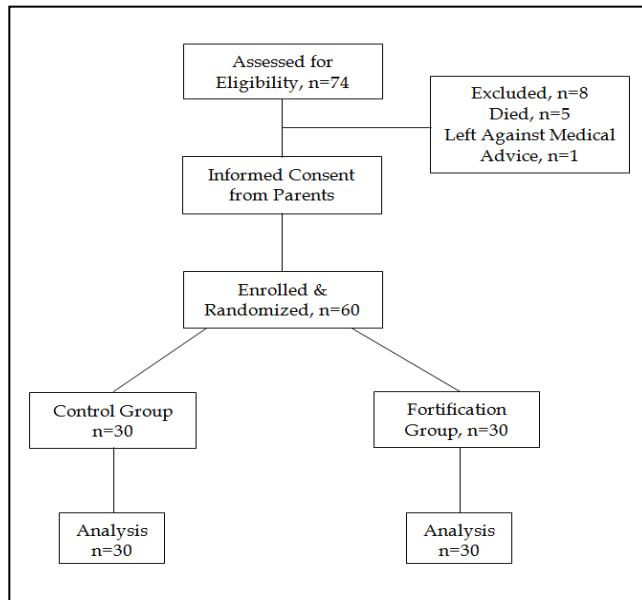 Assessed for
Eligibility, n=74
Excluded, n=8
Died, n=5
Left Against Medical
Advice, n=1
Informed Consent
from Parents
Enrolled &
Randomized, n=60
Control Group
n=30
Fortification
Group, n=30
Analysis
n=30
Analysis
n=30